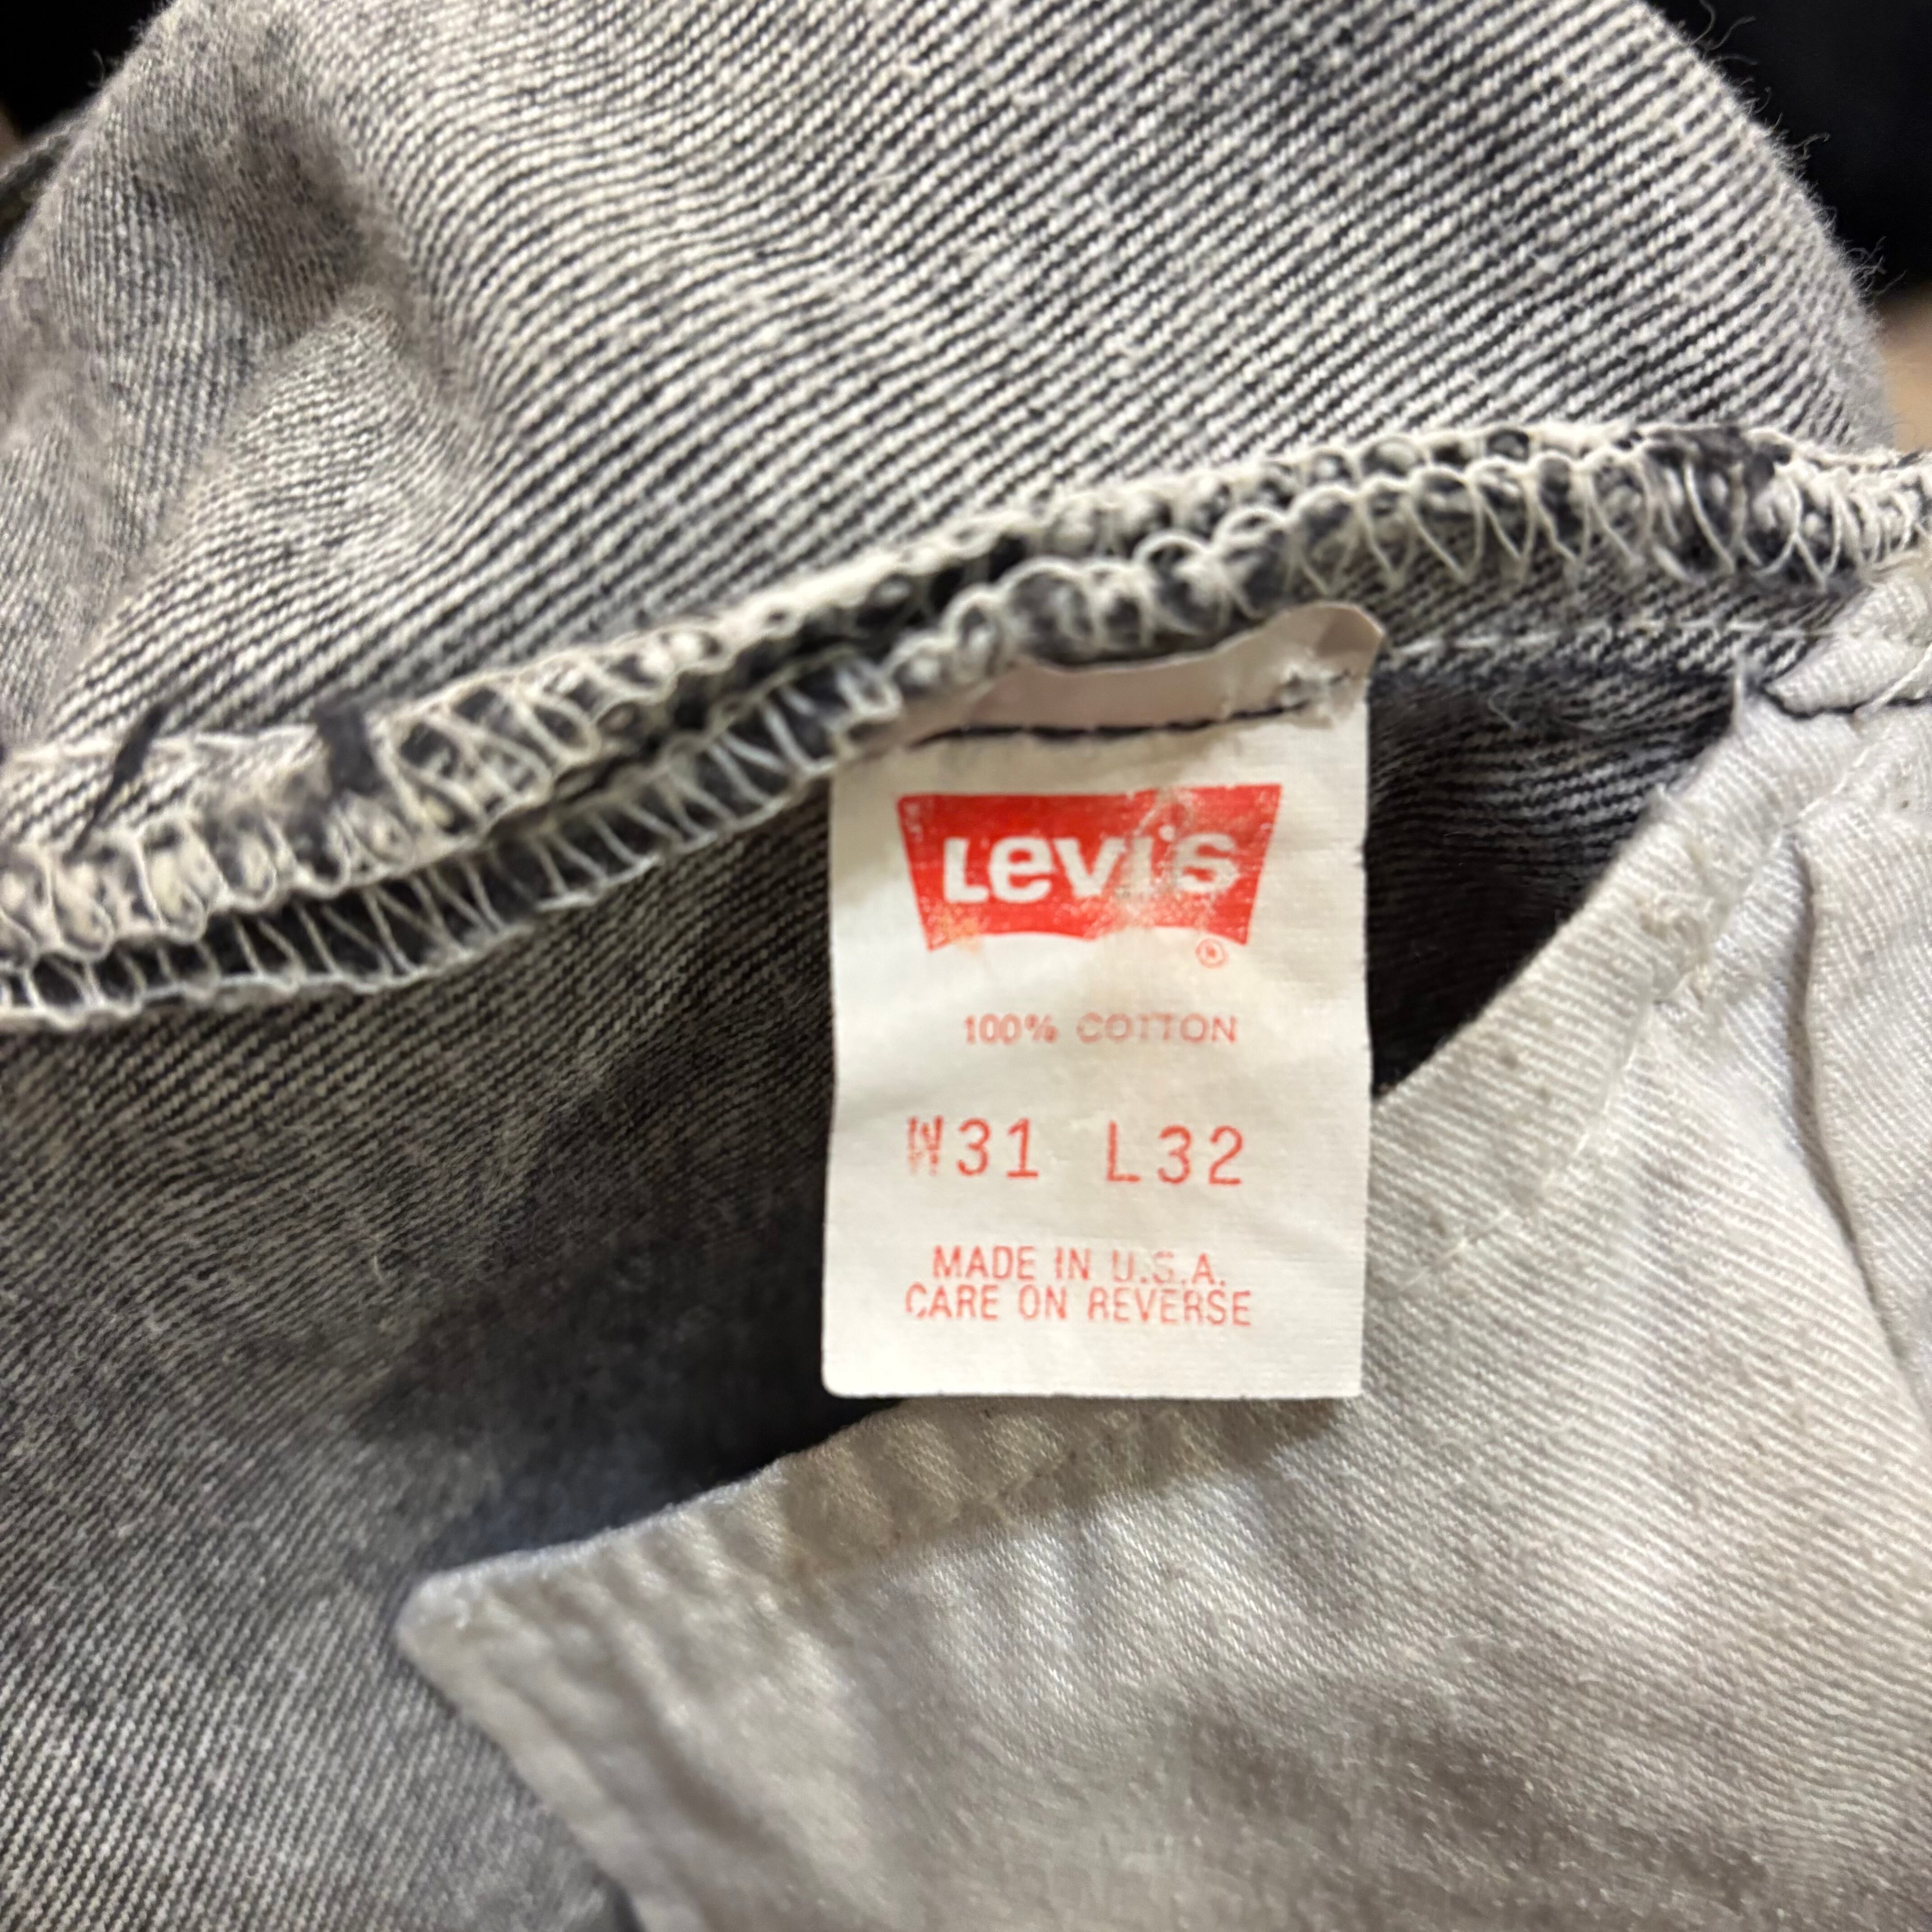 Levi's
®
100% COTTON
W31 L32
MADE IN U.S.A.
CARE ON REVERSE